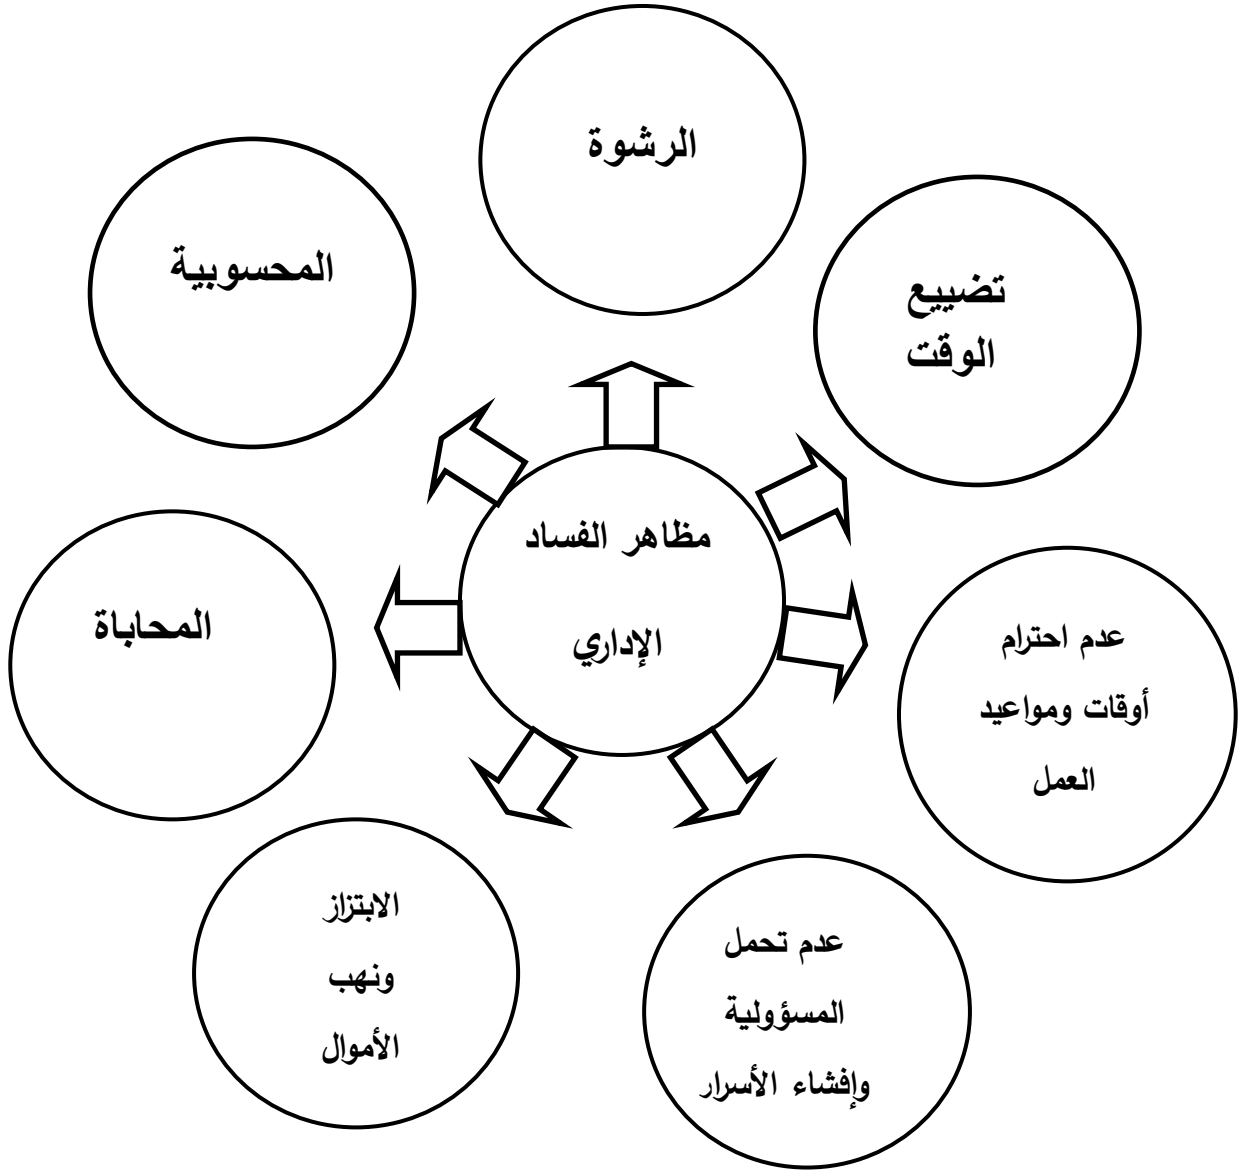 الرشوة
المحسوبية
تضييع
الوقت
مظاهر الفساد
الإداري
المحاباة
عدم احترام
أوقات ومواعيد
العمل
الابتزاز
ونهب
الأموال
عدم تحمل
المسؤولية
وإفشاء الأسرار